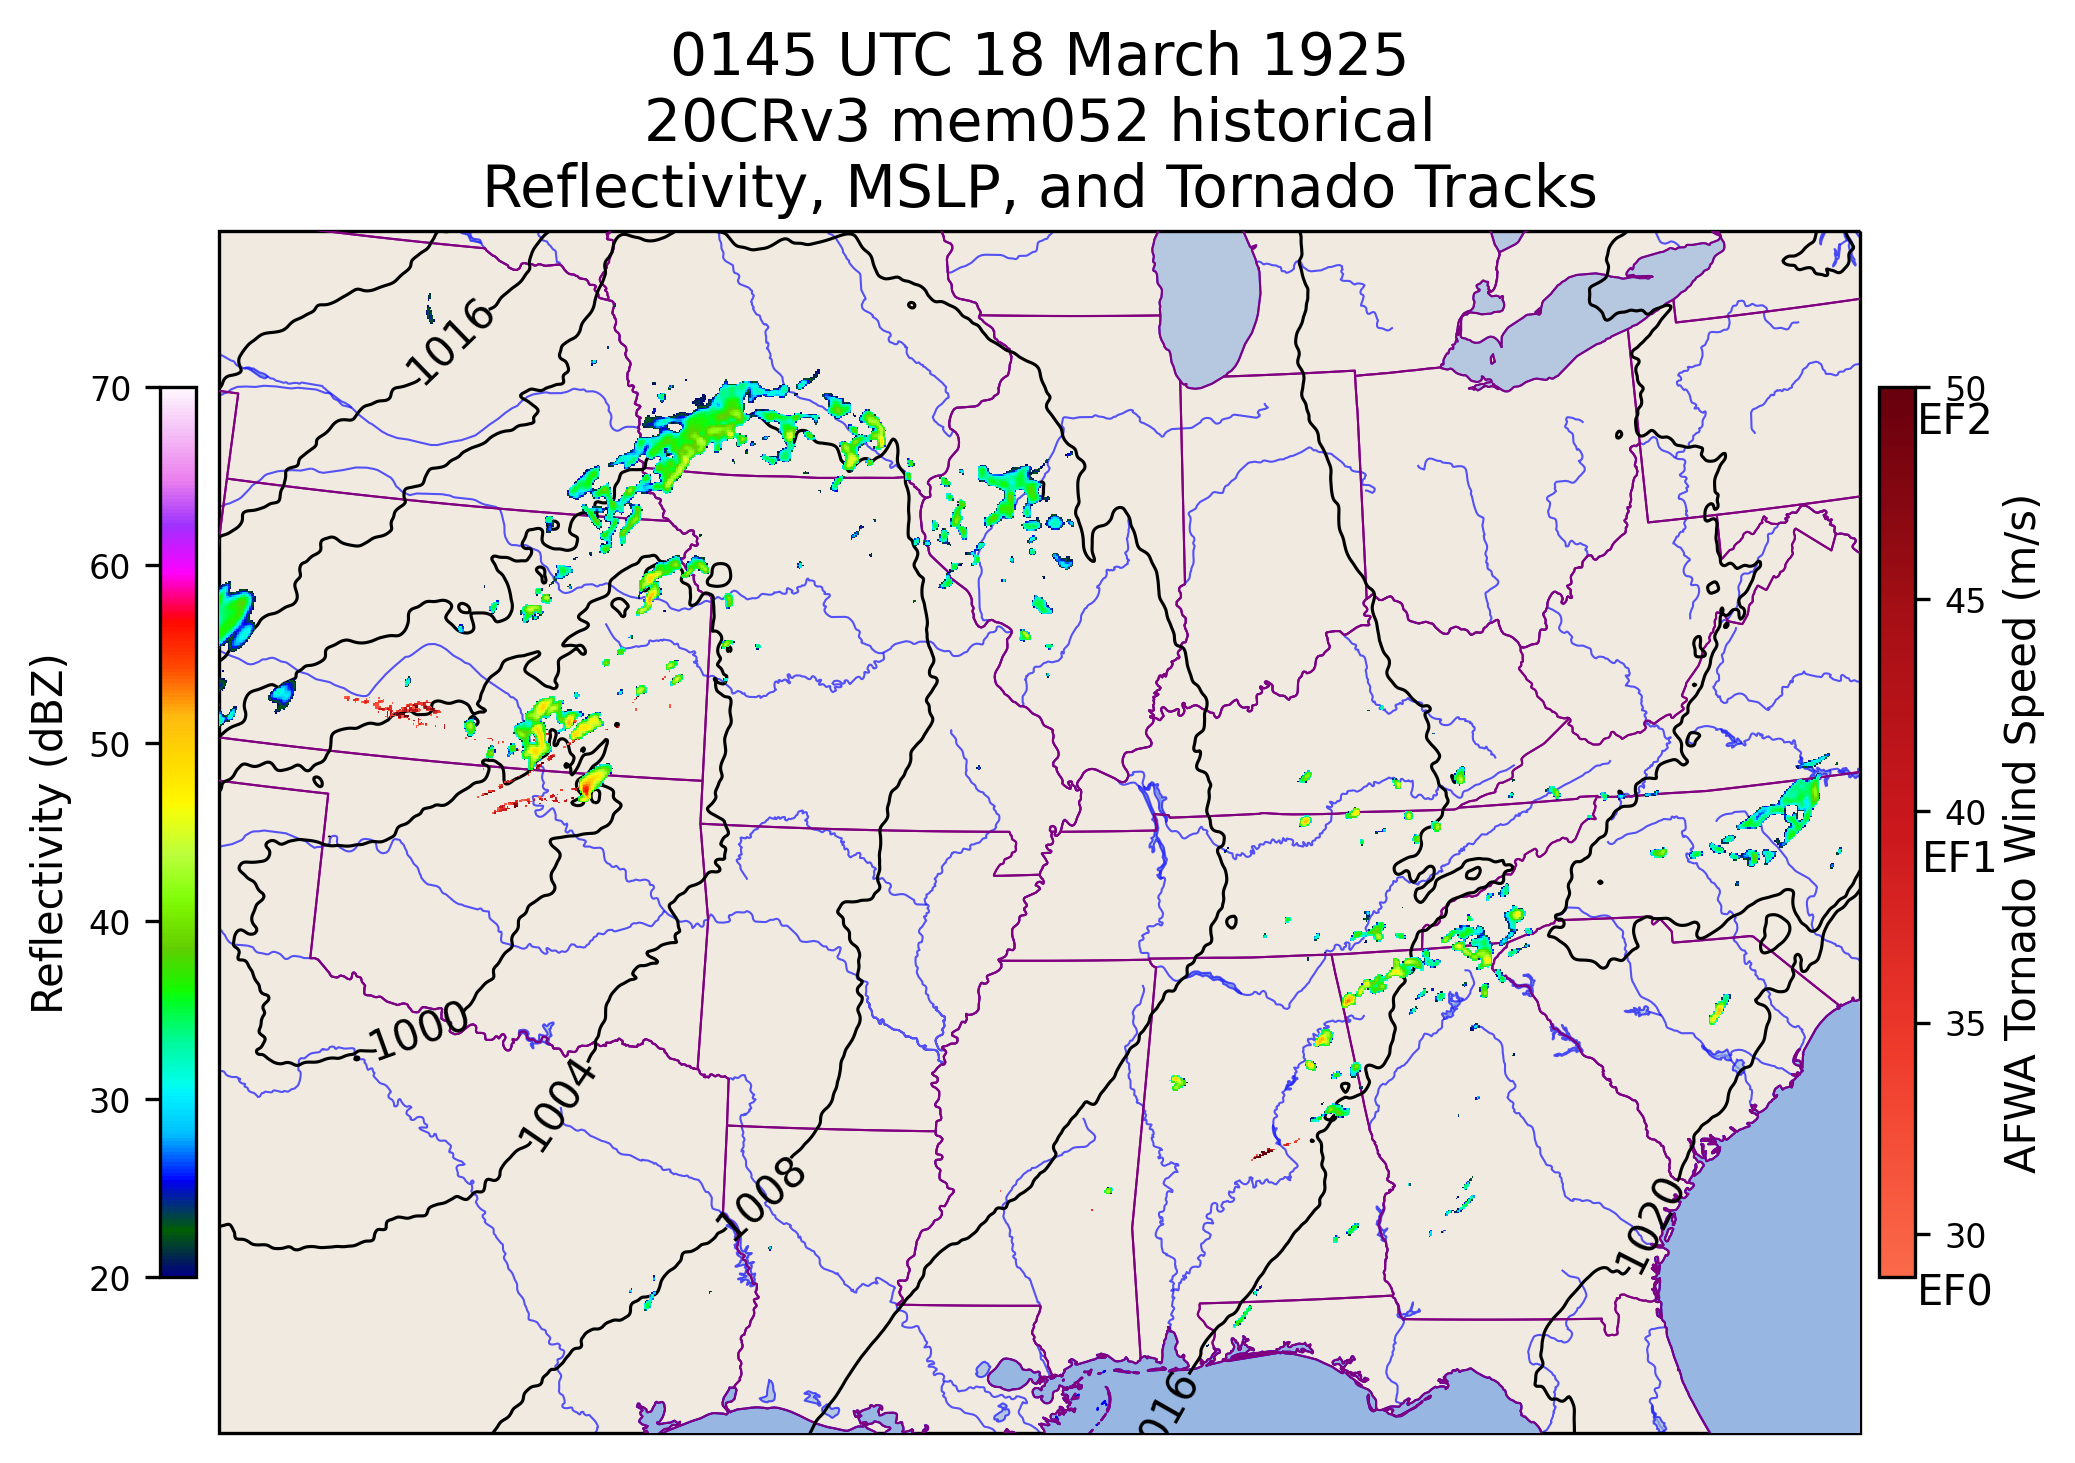 0145 UTC 18 March 1925
20CRv3 mem052 historical
Reflectivity, MSLP, and Tornado Tracks
Reflectivity (dBZ)
70
60
50
40
30
20
1016
1000
1004
1008
016
1020
50
EF2
45
40
EF1
35
30
EF0
AFWA Tornado Wind Speed (m/s)